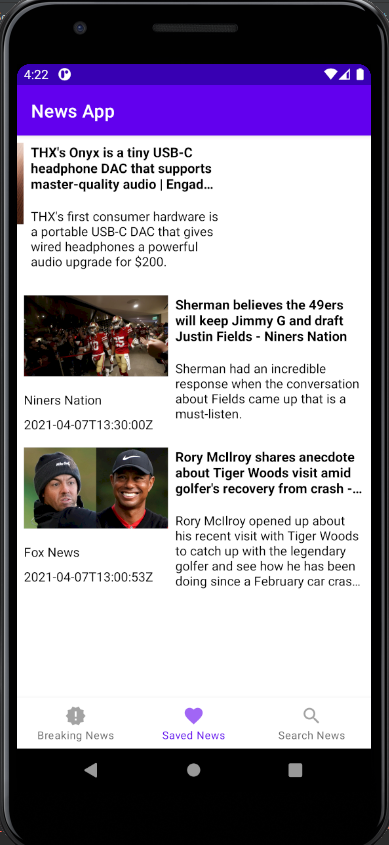 4:22
News App
THX's Onyx is a tiny USB-C
headphone DAC that supports
master-quality audio | Engad...
THX's first consumer hardware is
a portable USB-C DAC that gives
wired headphones a powerful
audio upgrade for $200.
Sherman believes the 49ers
will keep Jimmy G and draft
Justin Fields - Niners Nation
Sherman had an incredible
response when the conversation
about Fields came up that is a
must-listen.
Niners Nation
2021-04-07T13:30:00Z
Rory McIlroy shares anecdote
about Tiger Woods visit amid
golfer's recovery from crash -...
Rory McIlroy opened up about
his recent visit with Tiger Woods
to catch up with the legendary
golfer and see how he has been
doing since a February car cras...
Fox News
2021-04-07T13:00:53Z
Breaking News
Saved News
Search News